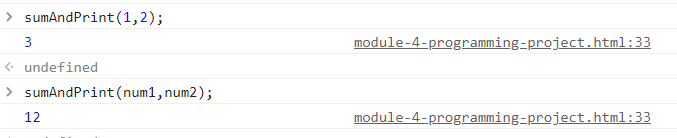 > sumAndPrint(1,2);
3 module-4-programming-project.html:33
undefined
> sumAndPrint(num1,num2);
12 module-4-programming-project.html:33